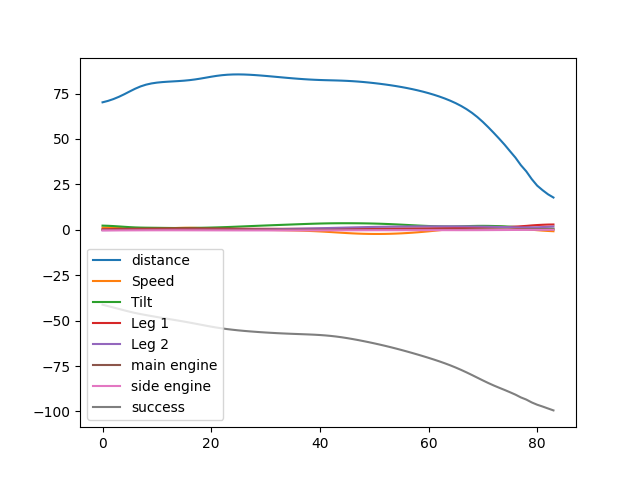 75
50
25
0
−25
−50
−75
−100
distance
Speed
Tilt
Leg 1
Leg 2
main engine
side engine
success
0 20 40 60 80